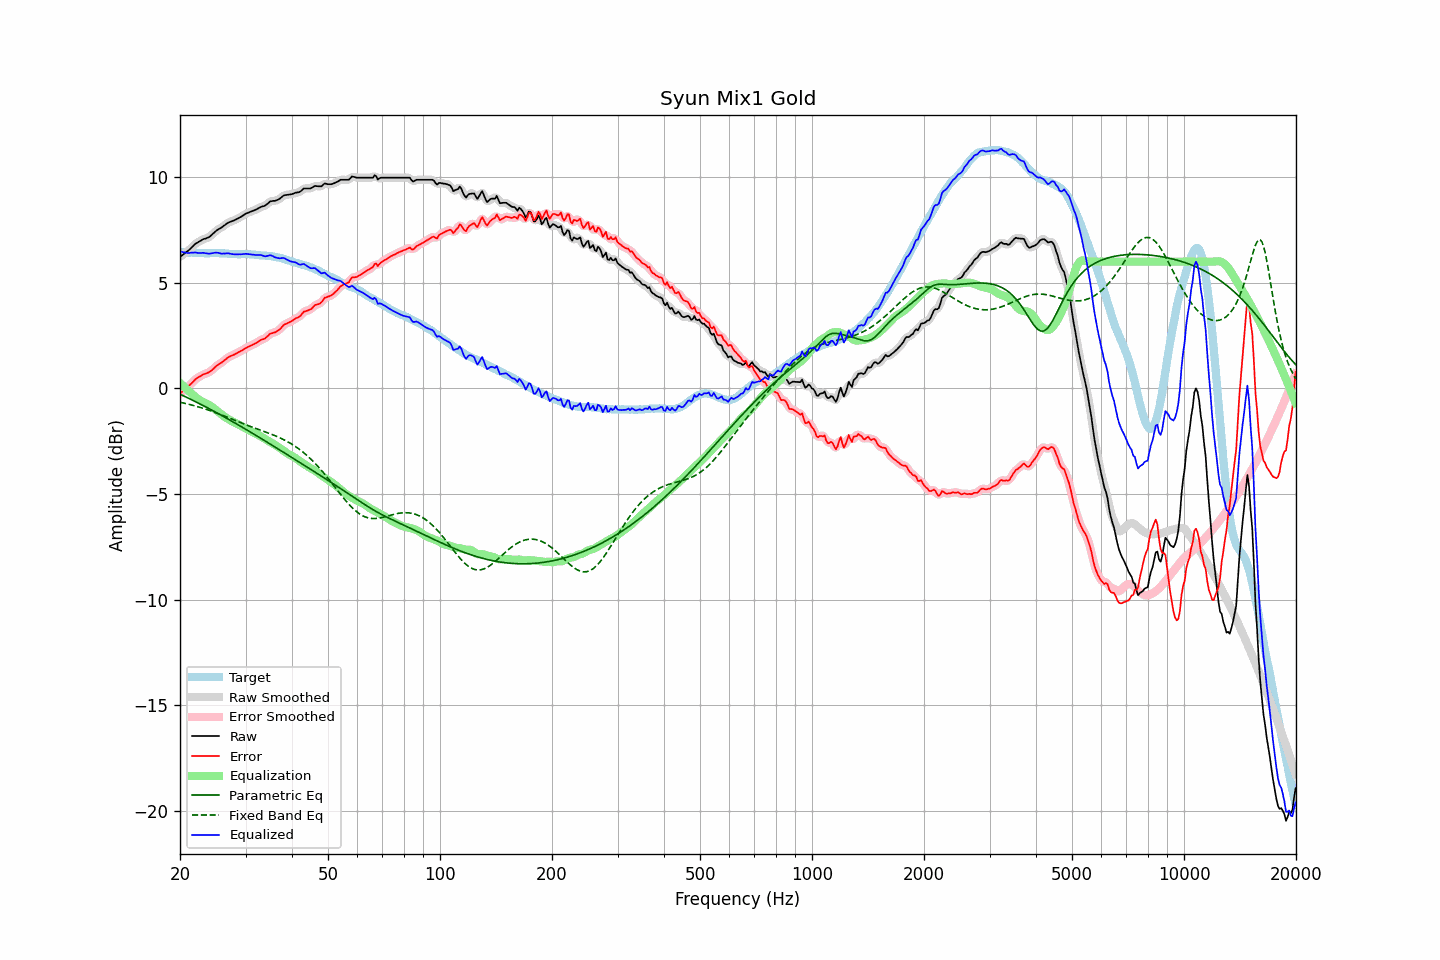 Syun Mix1 Gold
Amplitude (dBr)
10
5
0
−5
−10
−15
−20
Target
Raw Smoothed
Error Smoothed
Raw
Error
Equalization
Parametric Eq
Fixed Band Eq
Equalized
20 50 100 200 500 1000 2000 5000 10000 20000
Frequency (Hz)